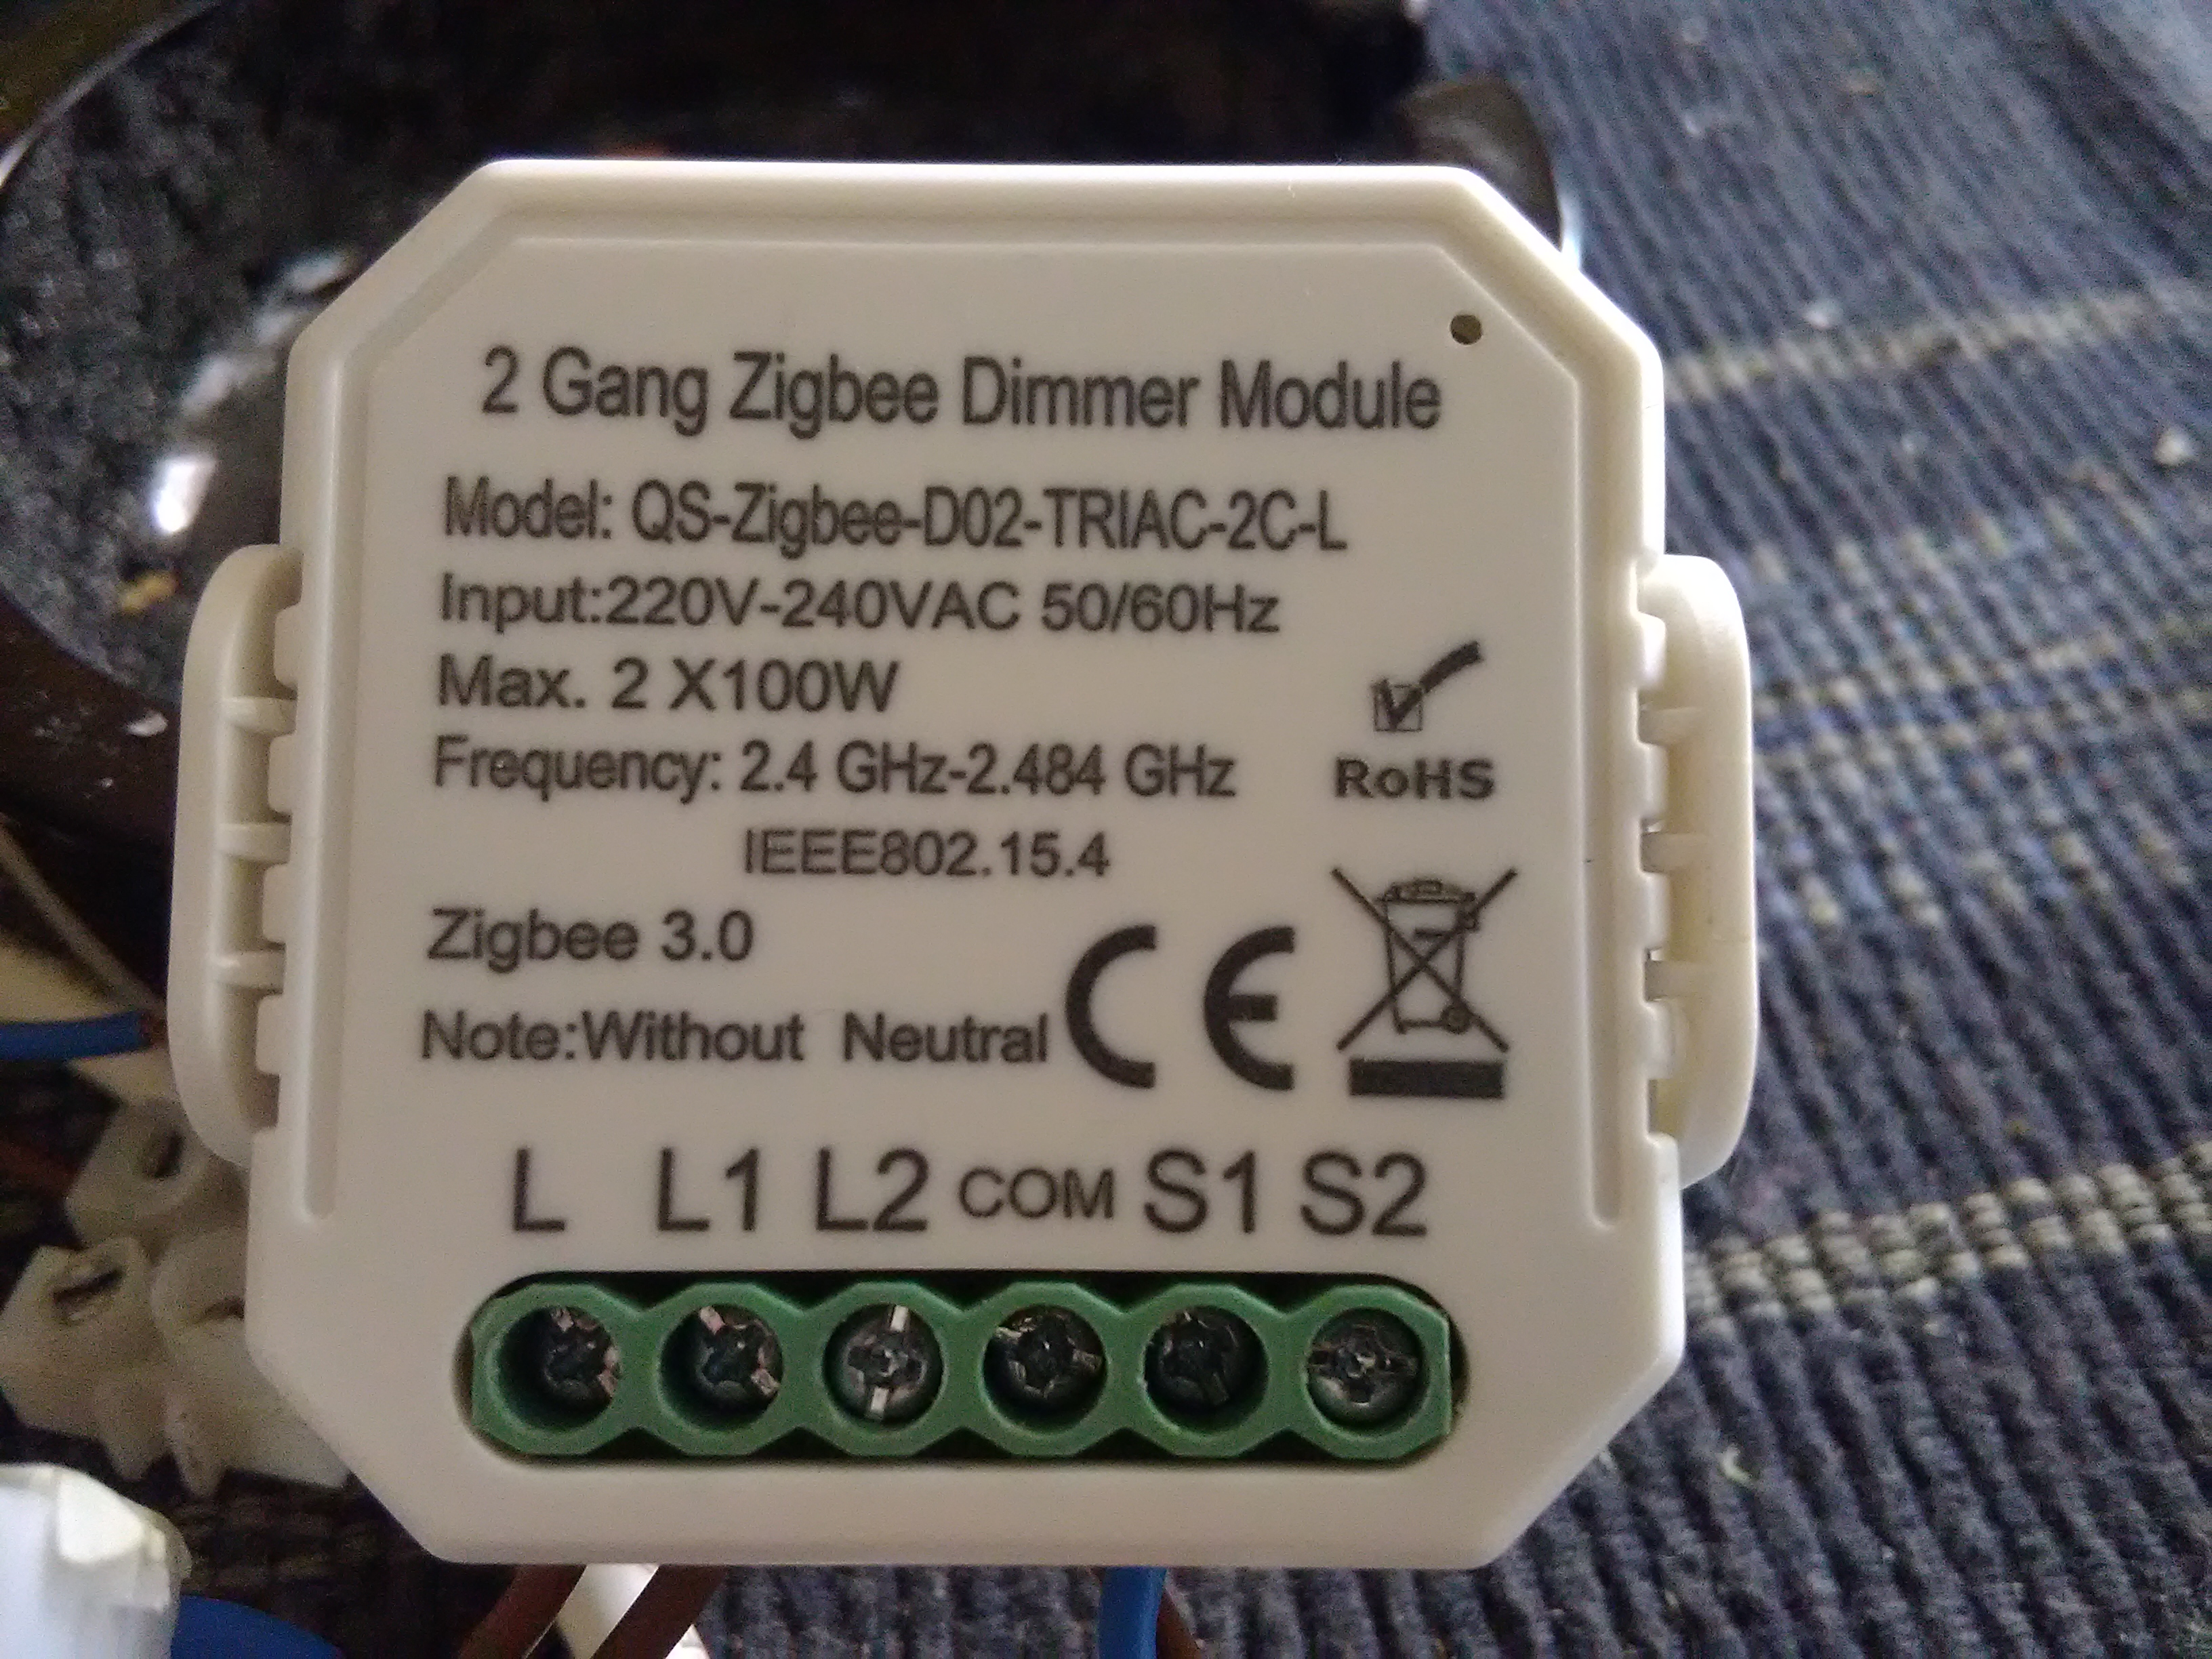 2 Gang Zigbee Dimmer Module
Model: QS-Zigbee-D02-TRIAC-2C-L
Input:220V-240VAC 50/60Hz
Max. 2 X100W
Frequency: 2.4 GHz-2.484 GHz
IEEE802.15.4
RoHS
Zigbee 3.0
Note:Without Neutral
CE
L L1 L2 COM S1 S2